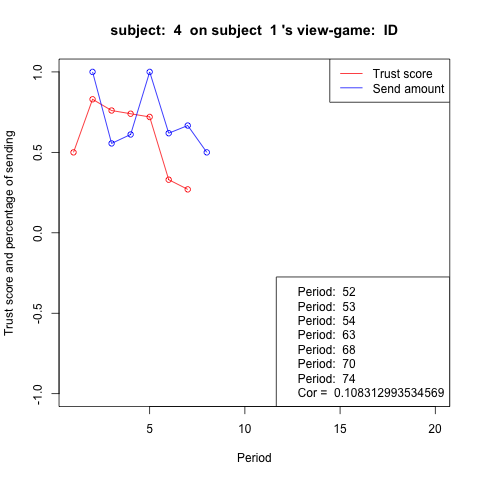 subject:  4  on subject  1 's view-game:  ID
Trust score and percentage of sending
1.0
0.5
0.0
-0.5
-1.0
Trust score
Send amount
Period:  52
Period:  53
Period:  54
Period:  63
Period:  68
Period:  70
Period:  74
Cor =  0.108312993534569
5
10
15
20
Period